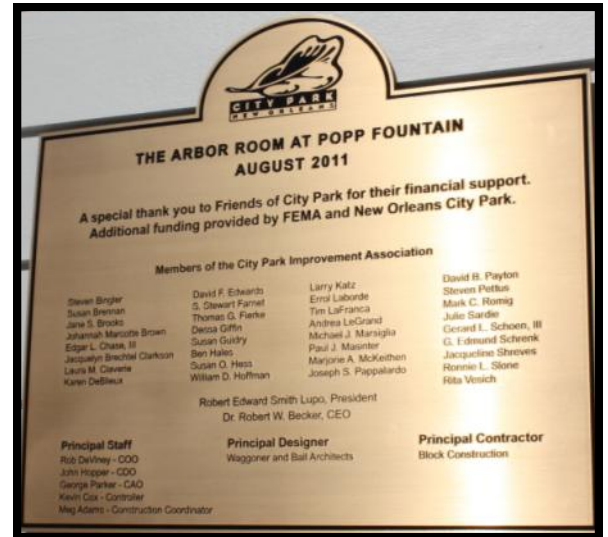 CITY PARK
NEW ORLEANS
THE ARBOR ROOM AT POPP FOUNTAIN
AUGUST 2011
A special thank you to Friends of City Park for their financial support.
Additional funding provided by FEMA and New Orleans City Park.
Members of the City Park Improvement Association
Steven Bingler
Susan Brennan
Jane S. Brooks
Johannah Marcotte Brown
Edgar L. Chase, III
Jacquelyn Brechtel Clarkson
Laura M. Claverie
Karen DeBlieux
David F. Edwards
S. Stewart Farnet
Thomas G. Fierke
Dessa Giffin
Susan Guidry
Ben Hales
Susan O. Hess
William D. Hoffman
Larry Katz
Errol Laborde
Tim LaFranca
Andrea LeGrand
Michael J. Marsiglia
Paul J. Masinter
Marjorie A. McKeithen
Joseph S. Pappalardo
David B. Payton
Steven Pettus
Mark C. Romig
Julie Sardie
Gerard L. Schoen, III
G. Edmund Schrenk
Jacqueline Shreves
Ronnie L. Slone
Rita Vesich
Robert Edward Smith Lupo, President
Dr. Robert W. Becker, CEO
Principal Staff
Rob DeViney - COO
John Hopper - CDO
George Parker - CAO
Kevin Cox - Controller
Meg Adams - Construction Coordinator
Principal Designer
Waggoner and Ball Architects
Principal Contractor
Block Construction